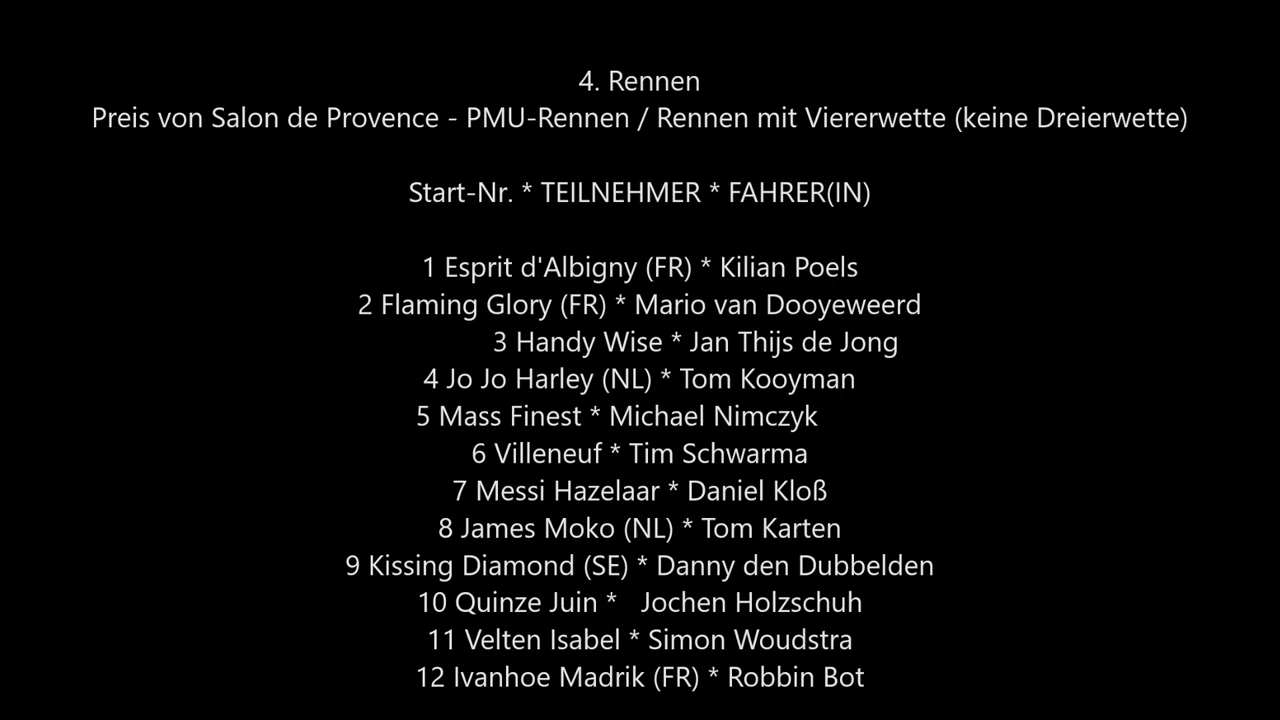 4. Rennen
Preis von Salon de Provence - PMU-Rennen / Rennen mit Viererwette (keine Dreierwette)
Start-Nr. * TEILNEHMER * FAHRER(IN)
1 Esprit d'Albigny (FR) * Kilian Poels
2 Flaming Glory (FR) * Mario van Dooyeweerd
3 Handy Wise * Jan Thijs de Jong
4 Jo Jo Harley (NL) * Tom Kooyman
5 Mass Finest * Michael Nimczyk
6 Villeneuf * Tim Schwarma
7 Messi Hazelaar * Daniel Kloß
8 James Moko (NL) * Tom Karten
9 Kissing Diamond (SE) * Danny den Dubbelden
10 Quinze Juin * Jochen Holzschuh
11 Velten Isabel * Simon Woudstra
12 Ivanhoe Madrik (FR) * Robbin Bot